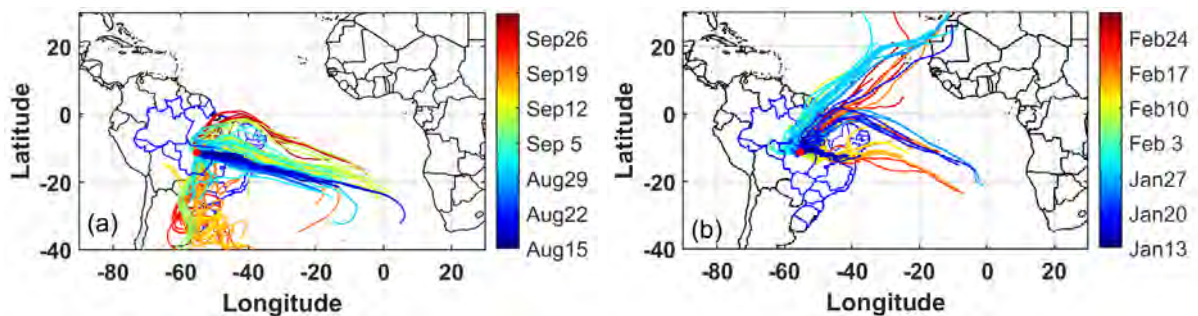 20
0
-20
-40
Latitude
(a)
-80 -60 -40 -20 0 20
Longitude
Sep26
Sep19
Sep12
Sep 5
Aug29
Aug22
Aug15
20
0
-20
-40
Latitude
(b)
-80 -60 -40 -20 0 20
Longitude
Feb24
Feb17
Feb10
Feb 3
Jan27
Jan20
Jan13